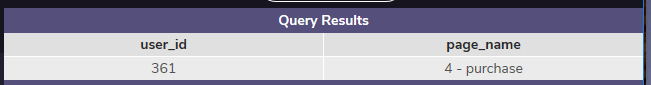 Query Results
user_id page_name
361 4 - purchase